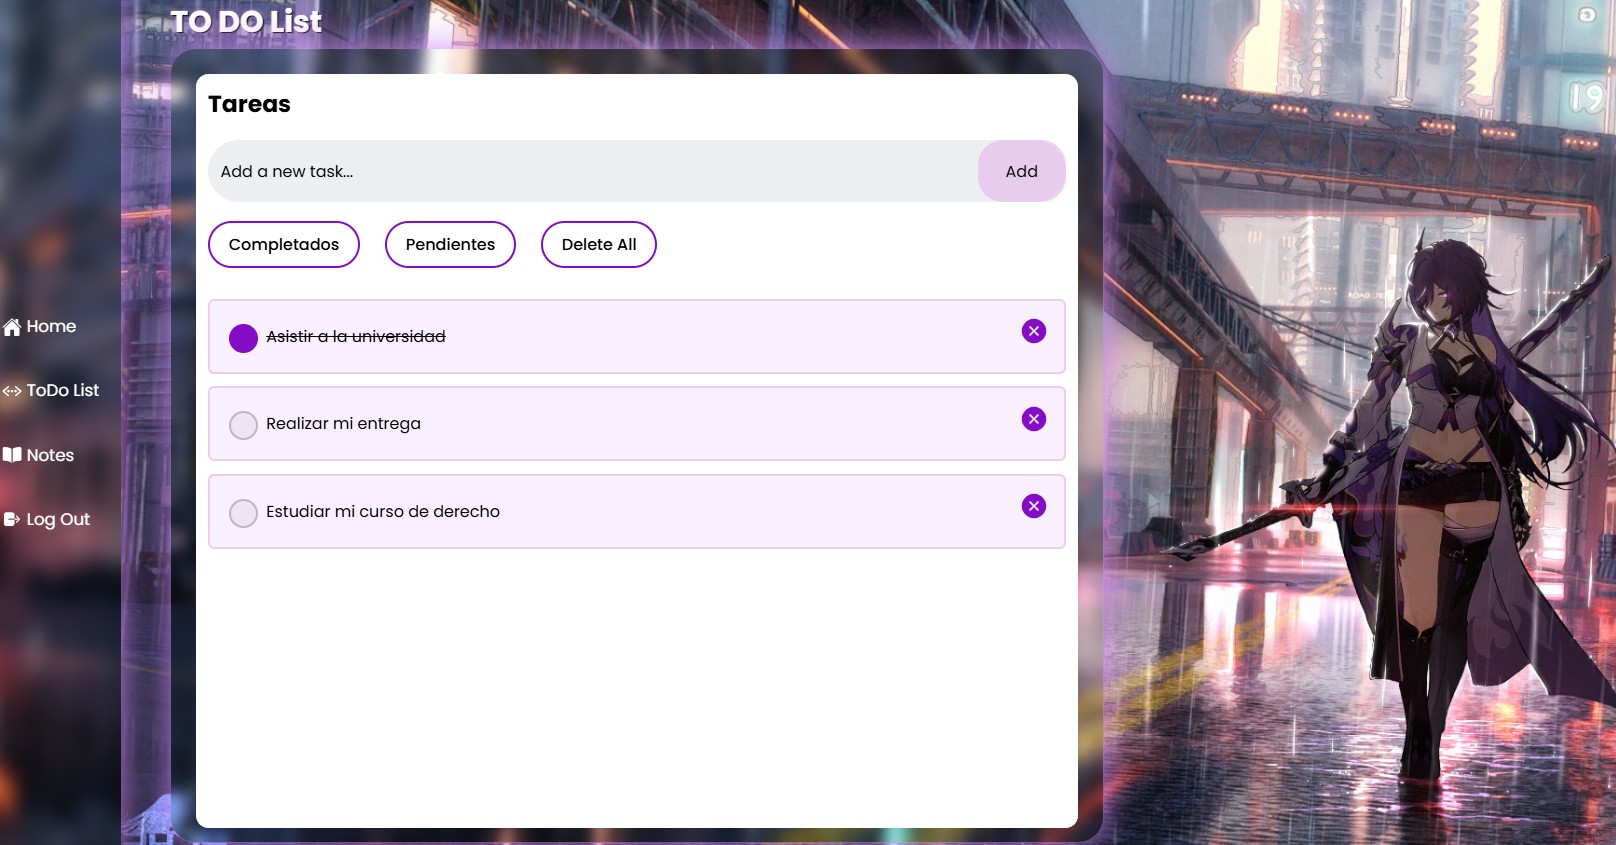 TO DO List
Tareas
Add a new task...
Add
Completados
Pendientes
Delete All
Home
ToDo List
Notes
Log Out
Asistir a la universidad
Realizar mi entrega
Estudiar mi curso de derecho
19